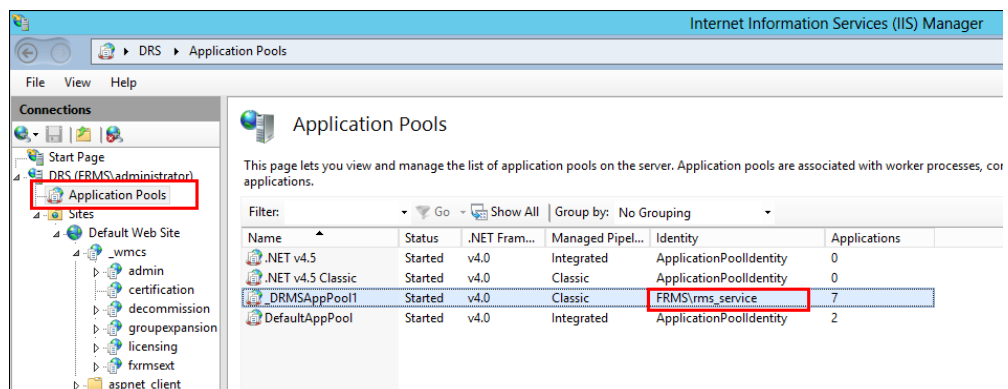 Internet Information Services (IIS) Manager
DRS Application Pools
File View Help
Connections
Start Page
DRS (FRMS\administrator)
Application Pools
Sites
Default Web Site
_wmcs
admin
certification
decommission
groupexpansion
licensing
fxrmsext
aspnet_client
Application Pools
This page lets you view and manage the list of application pools on the server. Application pools are associated with worker processes, con
applications.
Filter: Go Show All Group by: No Grouping
Name Status .NET Fram... Managed Pipel... Identity Applications
.NET v4.5 Started v4.0 Integrated ApplicationPoolIdentity 0
.NET v4.5 Classic Started v4.0 Classic ApplicationPoolIdentity 0
_DRMSAppPool1 Started v4.0 Classic FRMS\rms_service 7
DefaultAppPool Started v4.0 Integrated ApplicationPoolIdentity 2